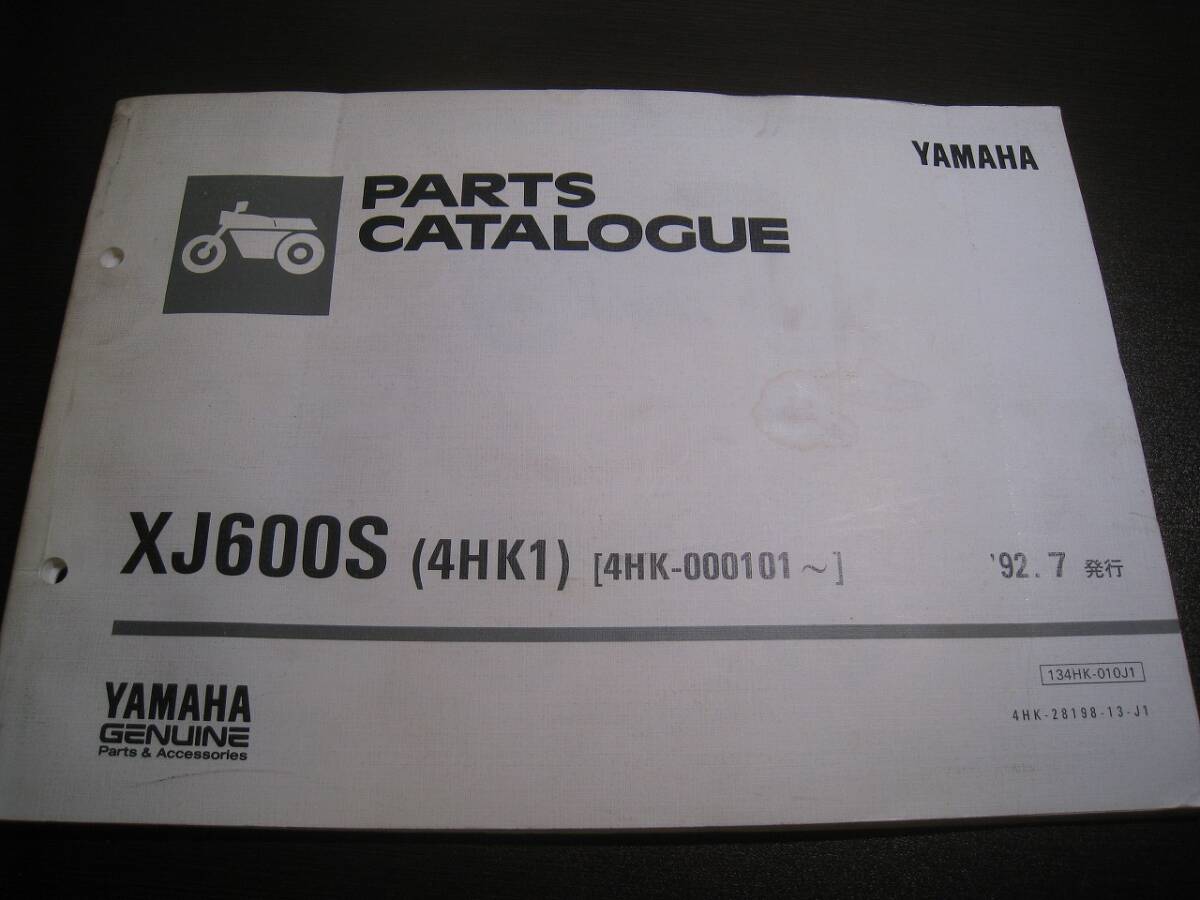 YAMAHA
PARTS
CATALOGUE
XJ600S (4HK1) [4HK-000101~] '92.7 発行
134HK-010J1
4HK-28198-13-J1
YAMAHA
GENUINE
Parts & Accessories